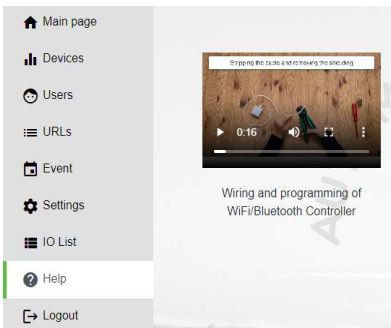 Main page
Devices
Users
URLs
Event
Settings
IO List
Help
Logout
Stripping the cable and removing the shielding
0:16
Wiring and programming of
WiFi/Bluetooth Controller